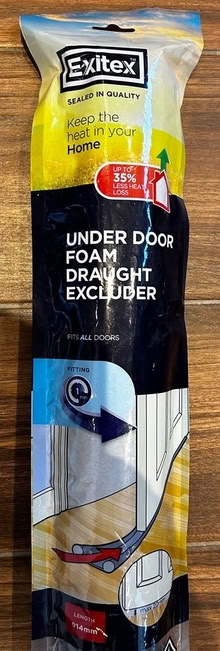 Exitex
SEALED IN QUALITY
Keep the
heat in your
Home
UP TO
35%
LESS HEAT
LOSS
UNDER DOOR
FOAM
DRAUGHT
EXCLUDER
FITS ALL DOORS
FITTING
LENGTH
914mm
max